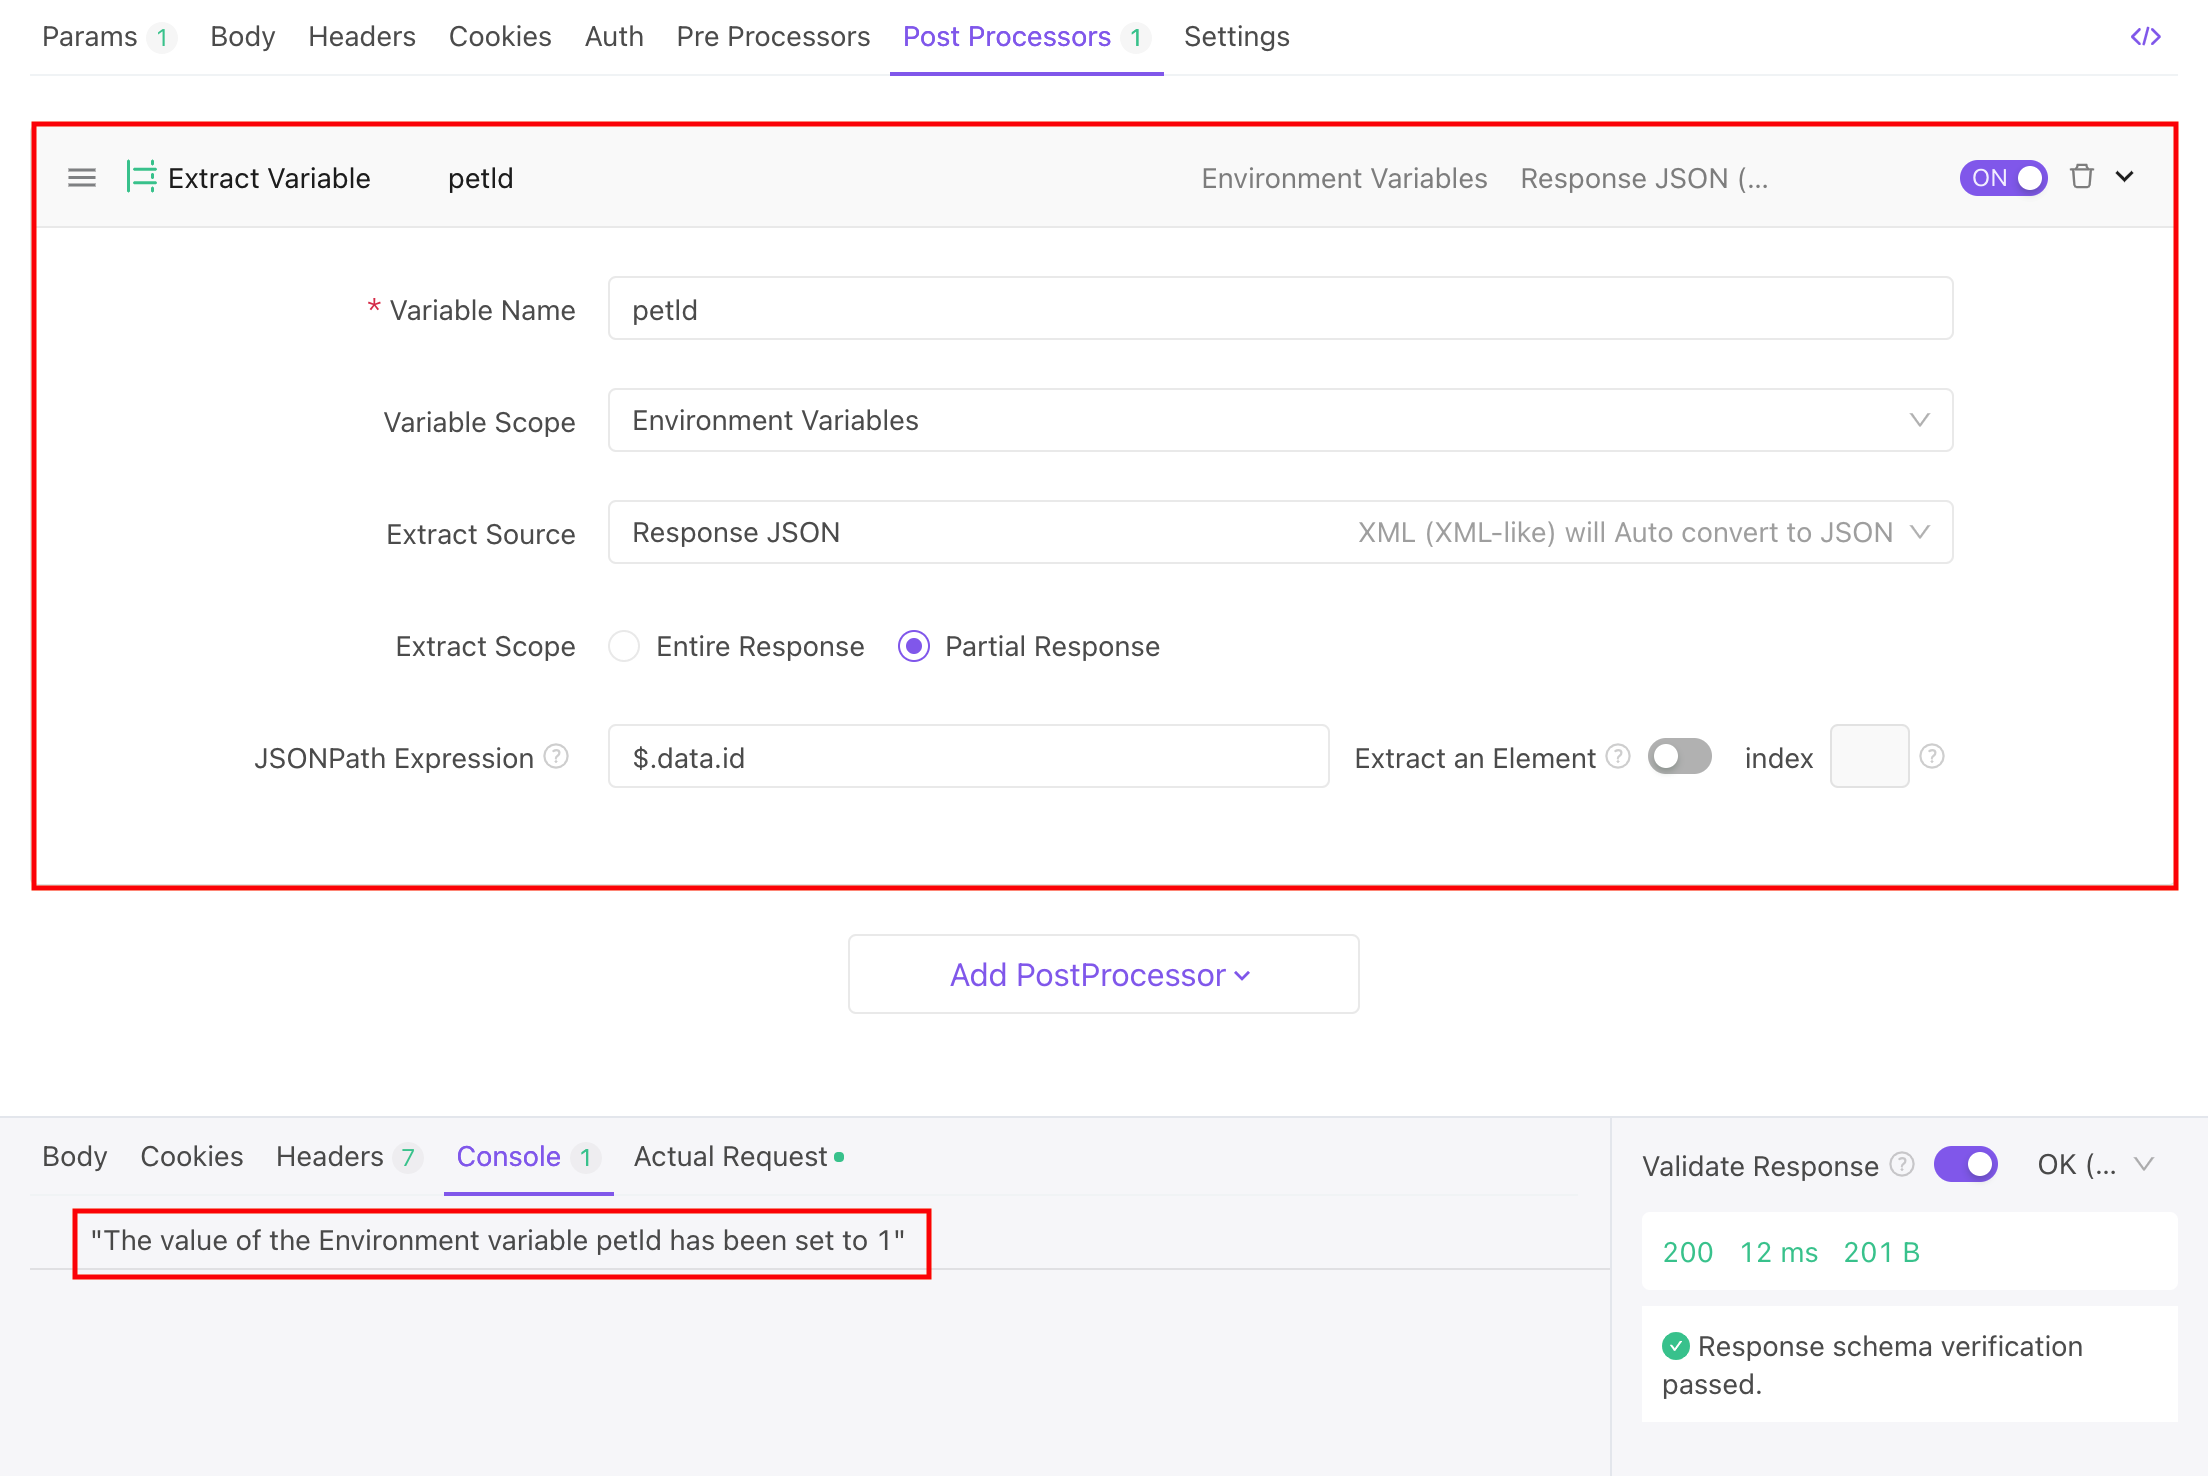 Params 1 Body Headers Cookies Auth Pre Processors Post Processors 1 Settings </>
Extract Variable petId Environment Variables Response JSON (... ON
* Variable Name petId
Variable Scope Environment Variables
Extract Source Response JSON XML (XML-like) will Auto convert to JSON
Extract Scope Entire Response Partial Response
JSONPath Expression ? $.data.id Extract an Element ? index ?
Add PostProcessor
Body Cookies Headers 7 Console 1 Actual Request
"The value of the Environment variable petId has been set to 1"
Validate Response ? OK (...
200 12 ms 201 B
Response schema verification
passed.